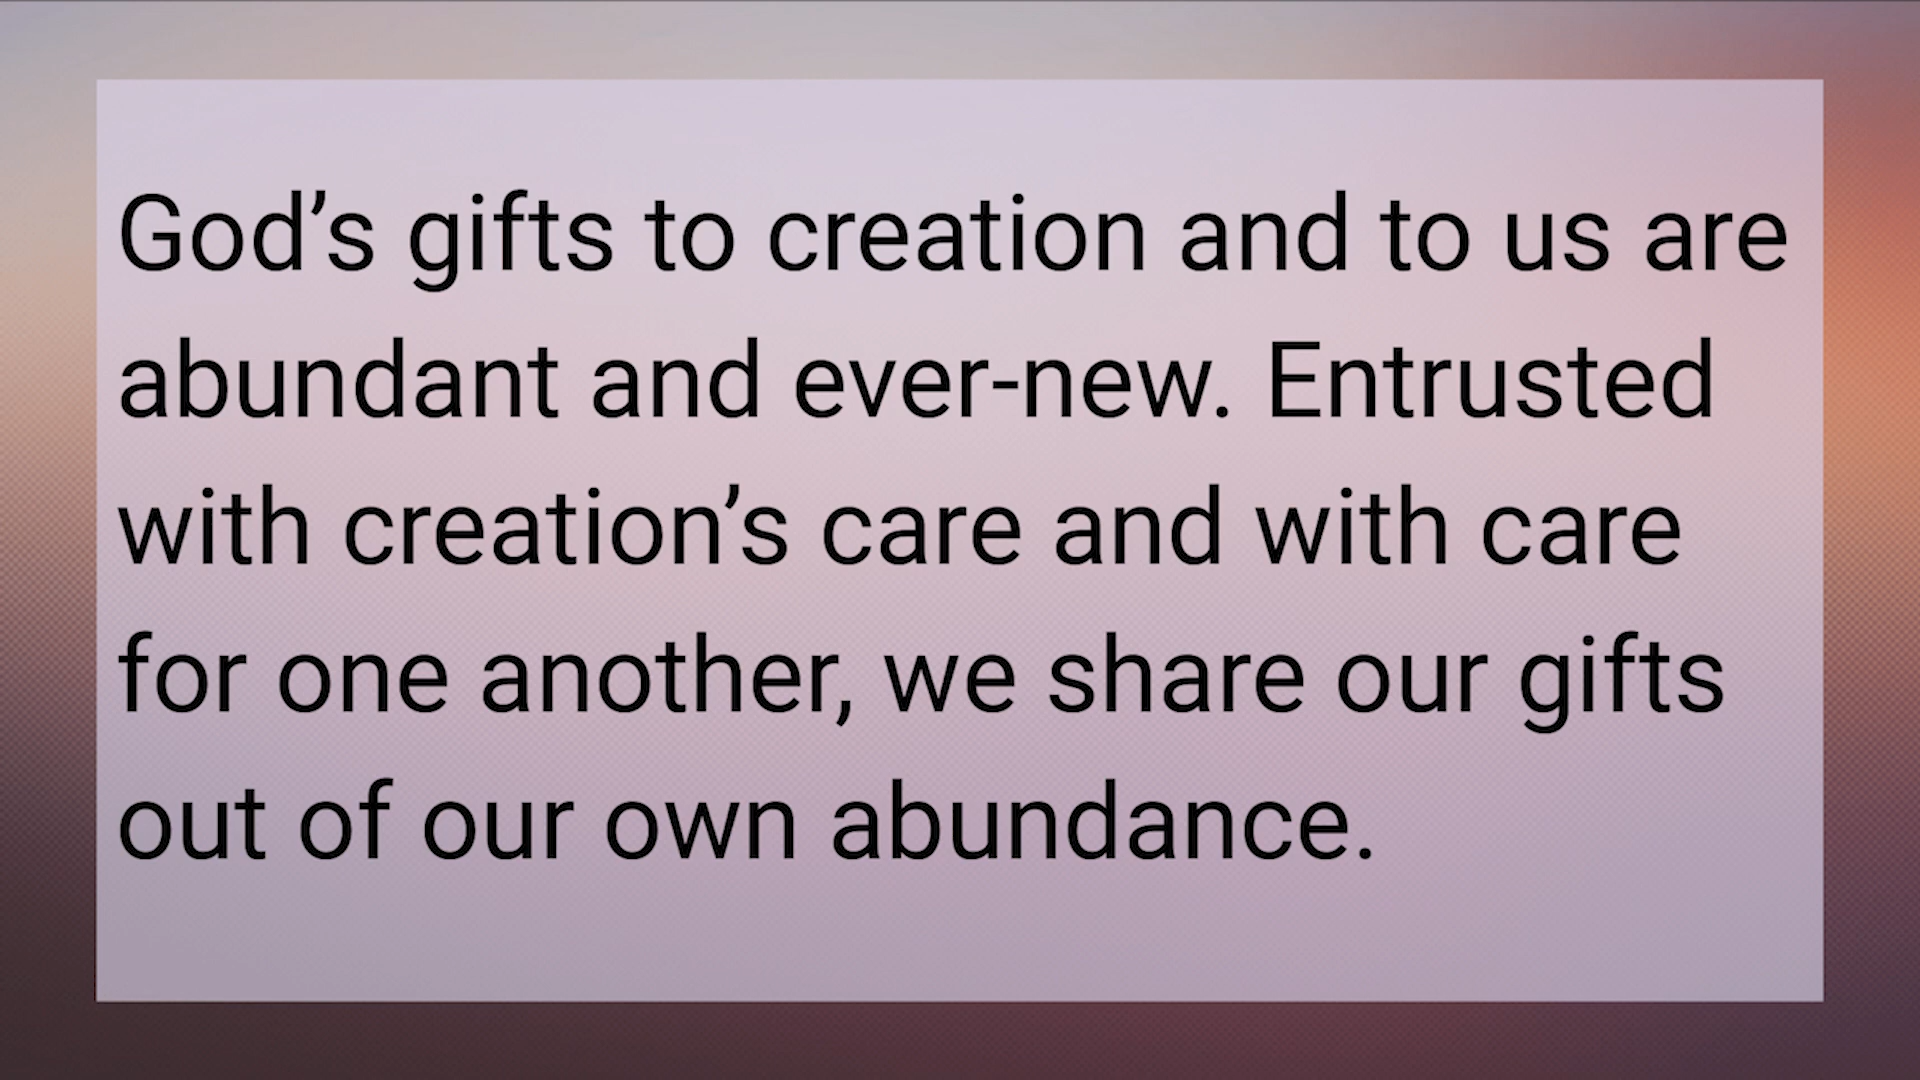 God’s gifts to creation and to us are
abundant and ever-new. Entrusted
with creation’s care and with care
for one another, we share our gifts
out of our own abundance.